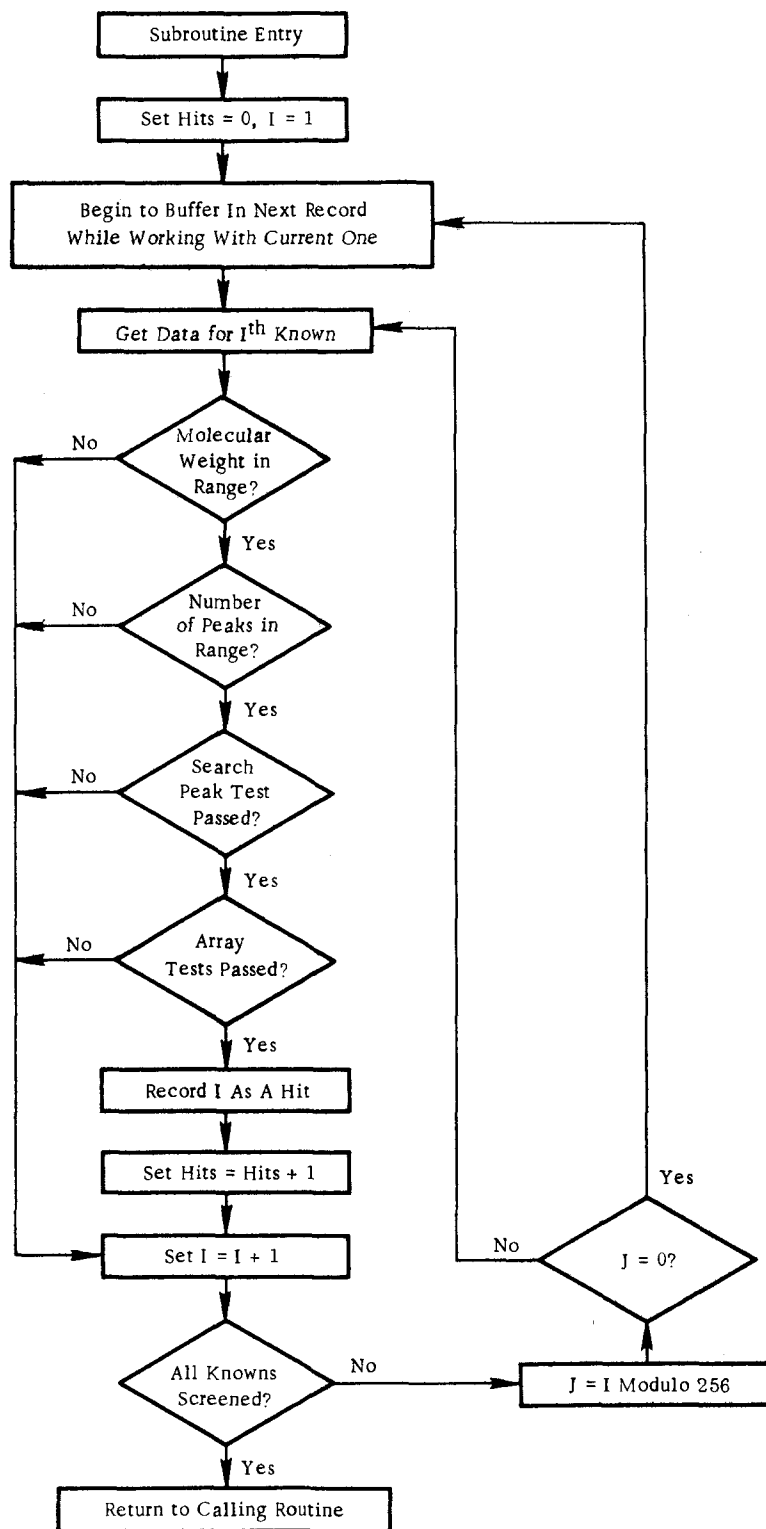 Subroutine Entry
Set Hits = 0, I = 1
Begin to Buffer In Next Record
While Working With Current One
Get Data for Ith Known
No
Molecular
Weight in
Range?
Yes
No
Number
of Peaks in
Range?
Yes
No
Search
Peak Test
Passed?
Yes
No
Array
Tests Passed?
Yes
Record I As A Hit
Set Hits = Hits + 1
Yes
Set I = I + 1
No
J = 0?
All Knowns
Screened?
No
J = I Modulo 256
Yes
Return to Calling Routine